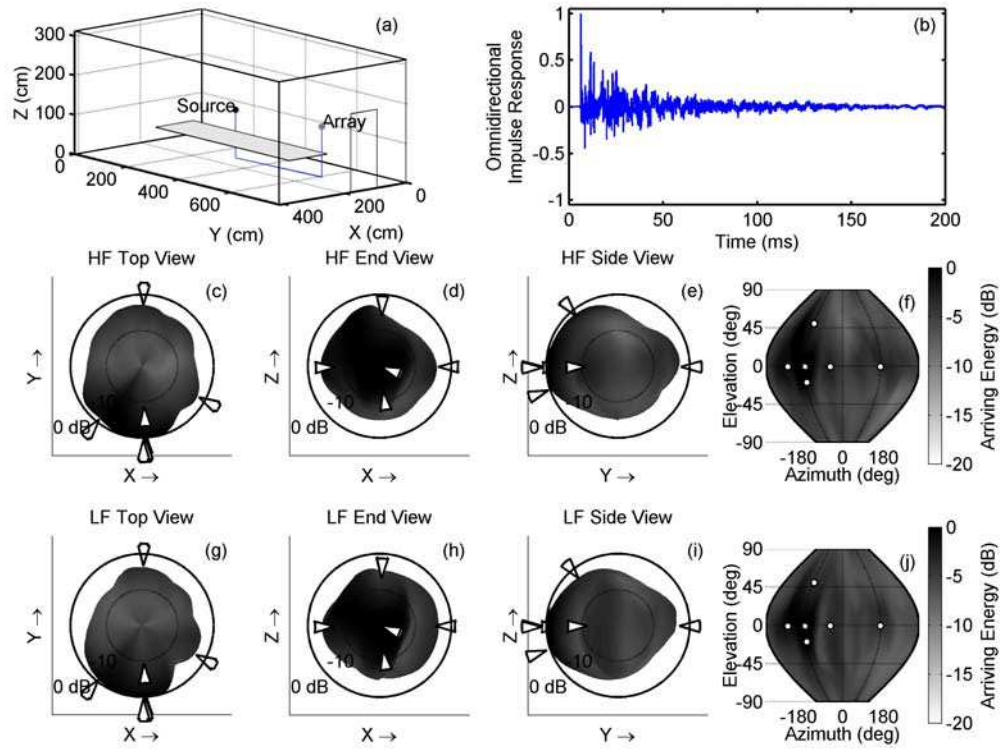 (a)
Z (cm)
300
200
100
0
0
200
400
600
Y (cm)
400
200
0
X (cm)
Source
Array
(b)
Omnidirectional
Impulse Response
1
0.5
0
-0.5
-1
0
50
100
150
200
Time (ms)
HF Top View
(c)
Y →
-10
0 dB
X →
HF End View
(d)
Z →
-10
0 dB
X →
HF Side View
(e)
Z →
-10
0 dB
Y →
(f)
Elevation (deg)
90
45
0
-45
-90
-180
0
180
Azimuth (deg)
0
-5
-10
-15
-20
Arriving Energy (dB)
LF Top View
(g)
Y →
-10
0 dB
X →
LF End View
(h)
Z →
-10
0 dB
X →
LF Side View
(i)
Z →
-10
0 dB
Y →
(j)
Elevation (deg)
90
45
0
-45
-90
-180
0
180
Azimuth (deg)
0
-5
-10
-15
-20
Arriving Energy (dB)